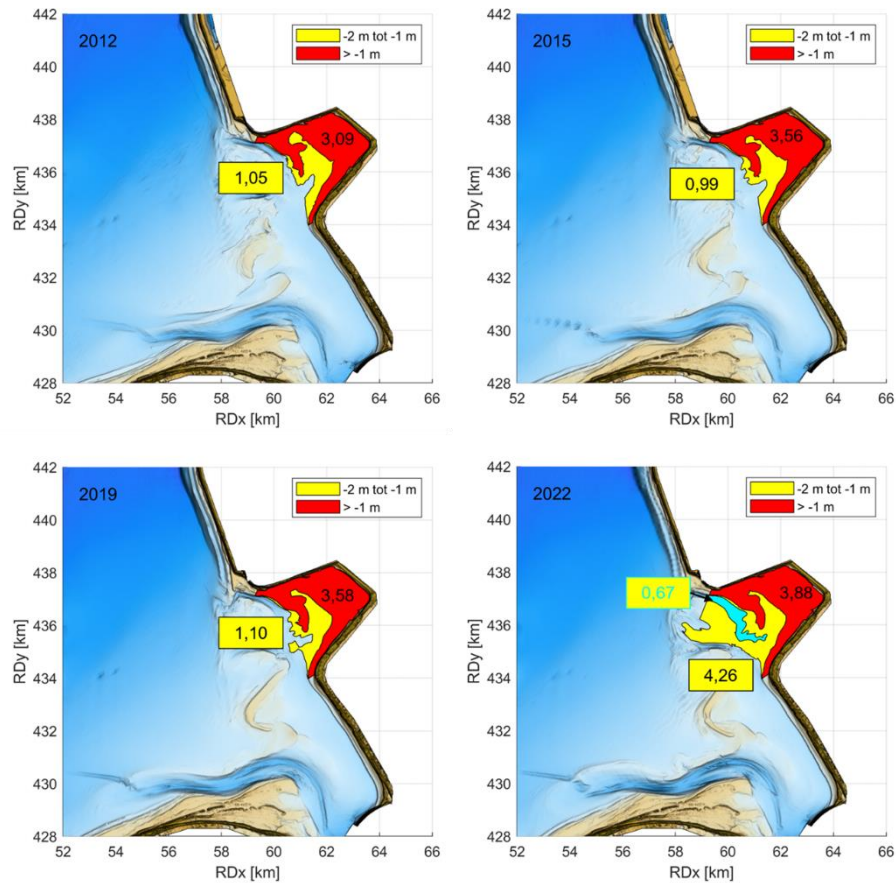 442
440
438
436
434
432
430
428
RDy [km]
2012
-2 m tot -1 m
> -1 m
3,09
1,05
52 54 56 58 60 62 64 66
RDx [km]
442
440
438
436
434
432
430
428
RDy [km]
2015
-2 m tot -1 m
> -1 m
3,56
0,99
52 54 56 58 60 62 64 66
RDx [km]
442
440
438
436
434
432
430
428
RDy [km]
2019
-2 m tot -1 m
> -1 m
3,58
1,10
52 54 56 58 60 62 64 66
RDx [km]
442
440
438
436
434
432
430
428
RDy [km]
2022
-2 m tot -1 m
> -1 m
0,67
3,88
4,26
52 54 56 58 60 62 64 66
RDx [km]